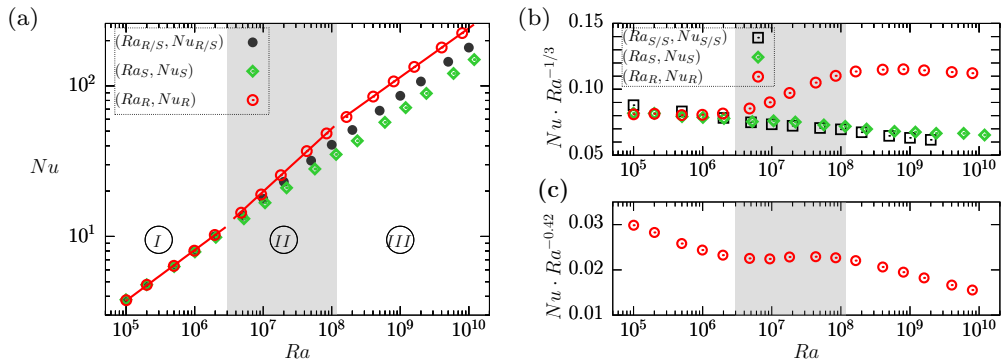 (a)
(Ra_{R/S}, Nu_{R/S})
(Ra_S, Nu_S)
(Ra_R, Nu_R)
Nu
10^2
10^1
I
II
III
10^5 10^6 10^7 10^8 10^9 10^10
Ra
(b)
(Ra_{S/S}, Nu_{S/S})
(Ra_S, Nu_S)
(Ra_R, Nu_R)
Nu · Ra^{-1/3}
0.15
0.10
0.05
10^5 10^6 10^7 10^8 10^9 10^10
(c)
Nu · Ra^{-0.42}
0.03
0.02
0.01
10^5 10^6 10^7 10^8 10^9 10^10
Ra